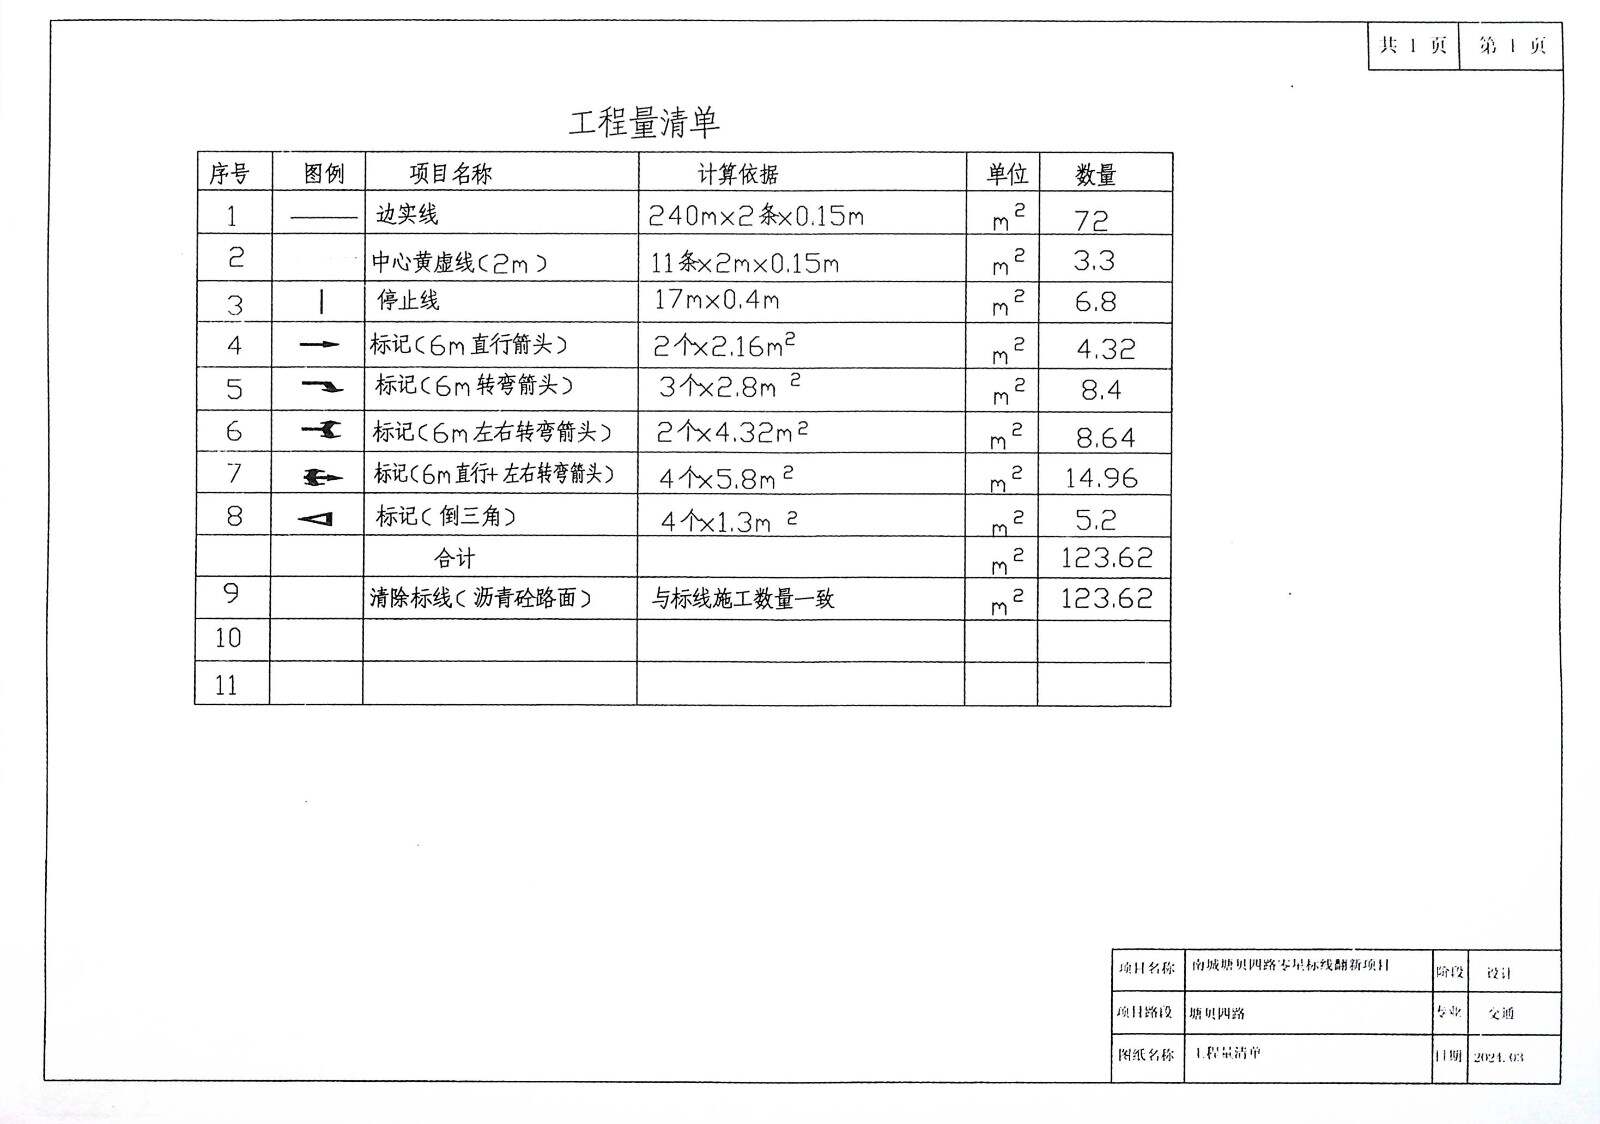 共 1 页 第 1 页
工程量清单
序号 图例 项目名称 计算依据 单位 数量
1 边实线 240m×2条×0.15m m² 72
2 中心黄虚线(2m) 11条×2m×0.15m m² 3.3
3 停止线 17m×0.4m m² 6.8
4 标记(6m直行箭头) 2个×2.16m² m² 4.32
5 标记(6m转弯箭头) 3个×2.8m² m² 8.4
6 标记(6m左右转弯箭头) 2个×4.32m² m² 8.64
7 标记(6m直行+左右转弯箭头) 4个×5.8m² m² 14.96
8 标记(倒三角) 4个×1.3m² m² 5.2
合计 m² 123.62
9 清除标线(沥青砼路面) 与标线施工数量一致 m² 123.62
10
11
项目名称 南城塘贝四路零星标线翻新项目 阶段 设计
项目路段 塘贝四路 专业 交通
图纸名称 工程量清单 日期 2024.03